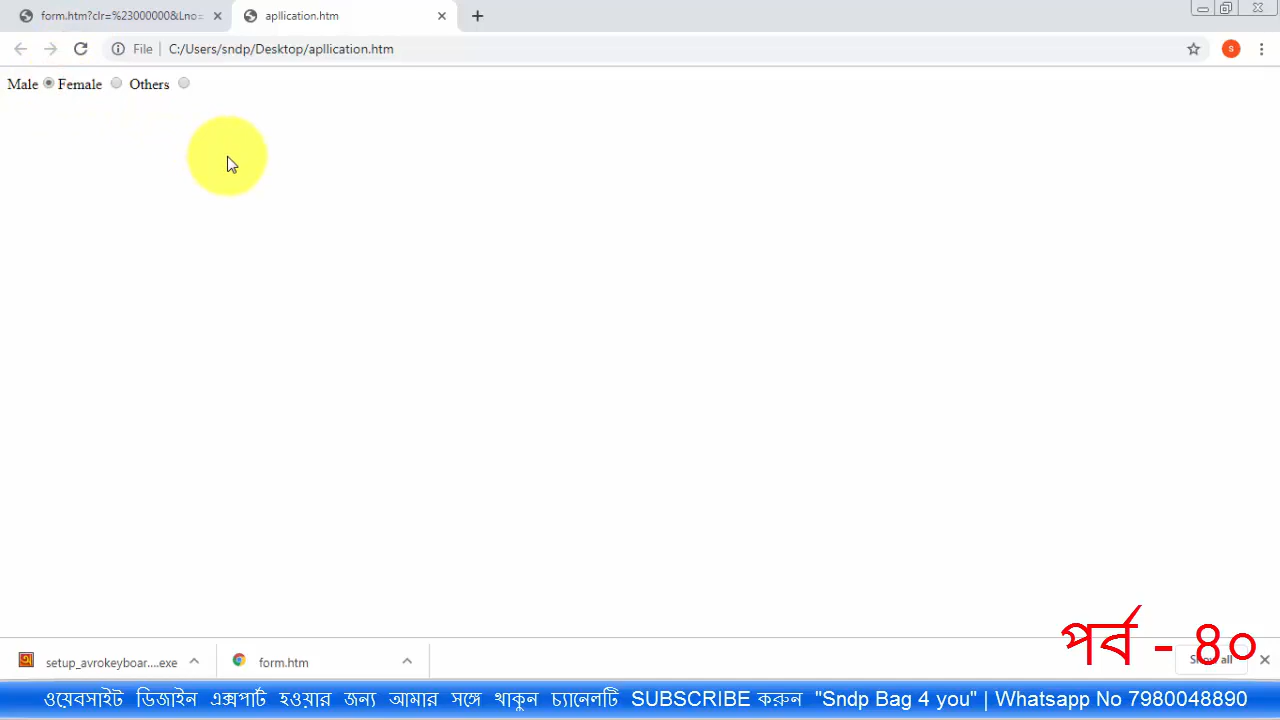 form.htm?clr=%23000000&Lno=
apllication.htm
File C:/Users/sndp/Desktop/apllication.htm
S
Male Female Others
পর্ব - ৪০
setup_avrokeyboar....exe
form.htm
Show all
ওয়েবসাইট ডিজাইন এক্সপার্ট হওয়ার জন্য আমার সঙ্গে থাকুন চ্যানেলটি SUBSCRIBE করুন "Sndp Bag 4 you" | Whatsapp No 7980048890